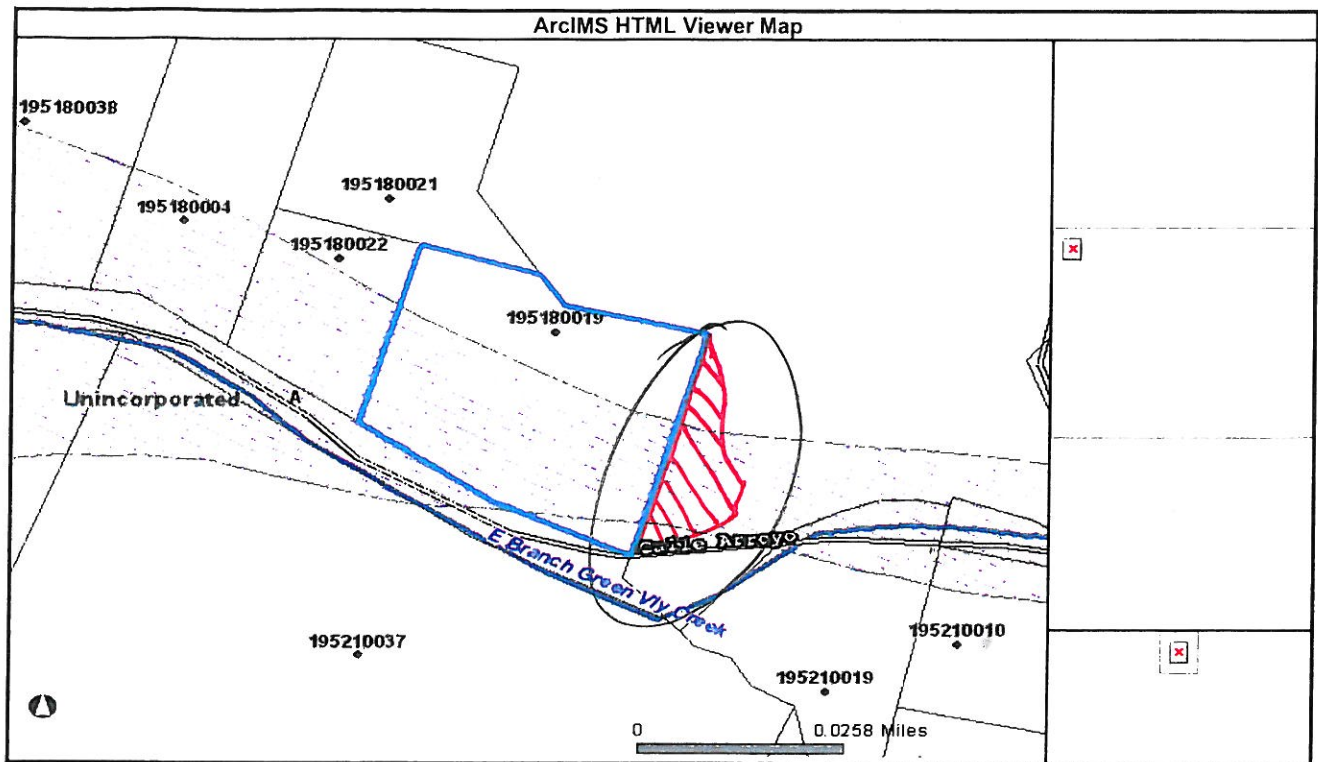 ArcIMS HTML Viewer Map
195180038
195180021
195180004
195180022
195180019
Unincorporated
A
Calle Arroyo
E Branch Green Vly Creek
195210037
195210010
195210019
0 0.0258 Miles